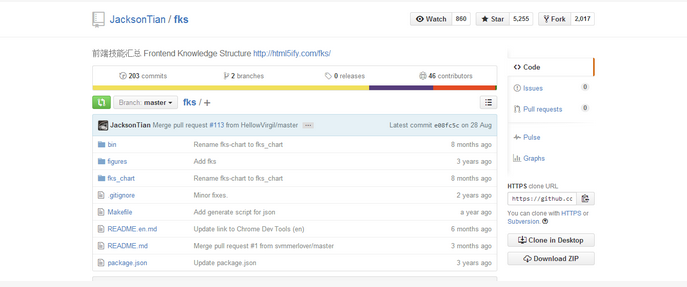 JacksonTian / fks
Watch 860 Star 5,255 Fork 2,017
前端技能汇总 Frontend Knowledge Structure http://html5ify.com/fks/
203 commits 2 branches 0 releases 46 contributors
Branch: master fks / +
JacksonTian Merge pull request #113 from HellowVirgil/master Latest commit e00fc5c on 28 Aug
bin Rename fks-chart to fks_chart 8 months ago
figures Add fks 3 years ago
fks_chart Rename fks-chart to fks_chart 8 months ago
.gitignore Minor fixes. 2 years ago
Makefile Add generate script for json a year ago
README.en.md Update link to Chrome Dev Tools (en) 6 months ago
README.md Merge pull request #1 from svmmerlover/master 3 months ago
package.json Update package.json 3 years ago
Code
Issues 0
Pull requests 0
Pulse
Graphs
HTTPS clone URL
https://github.cc
You can clone with HTTPS or
Subversion.
Clone in Desktop
Download ZIP